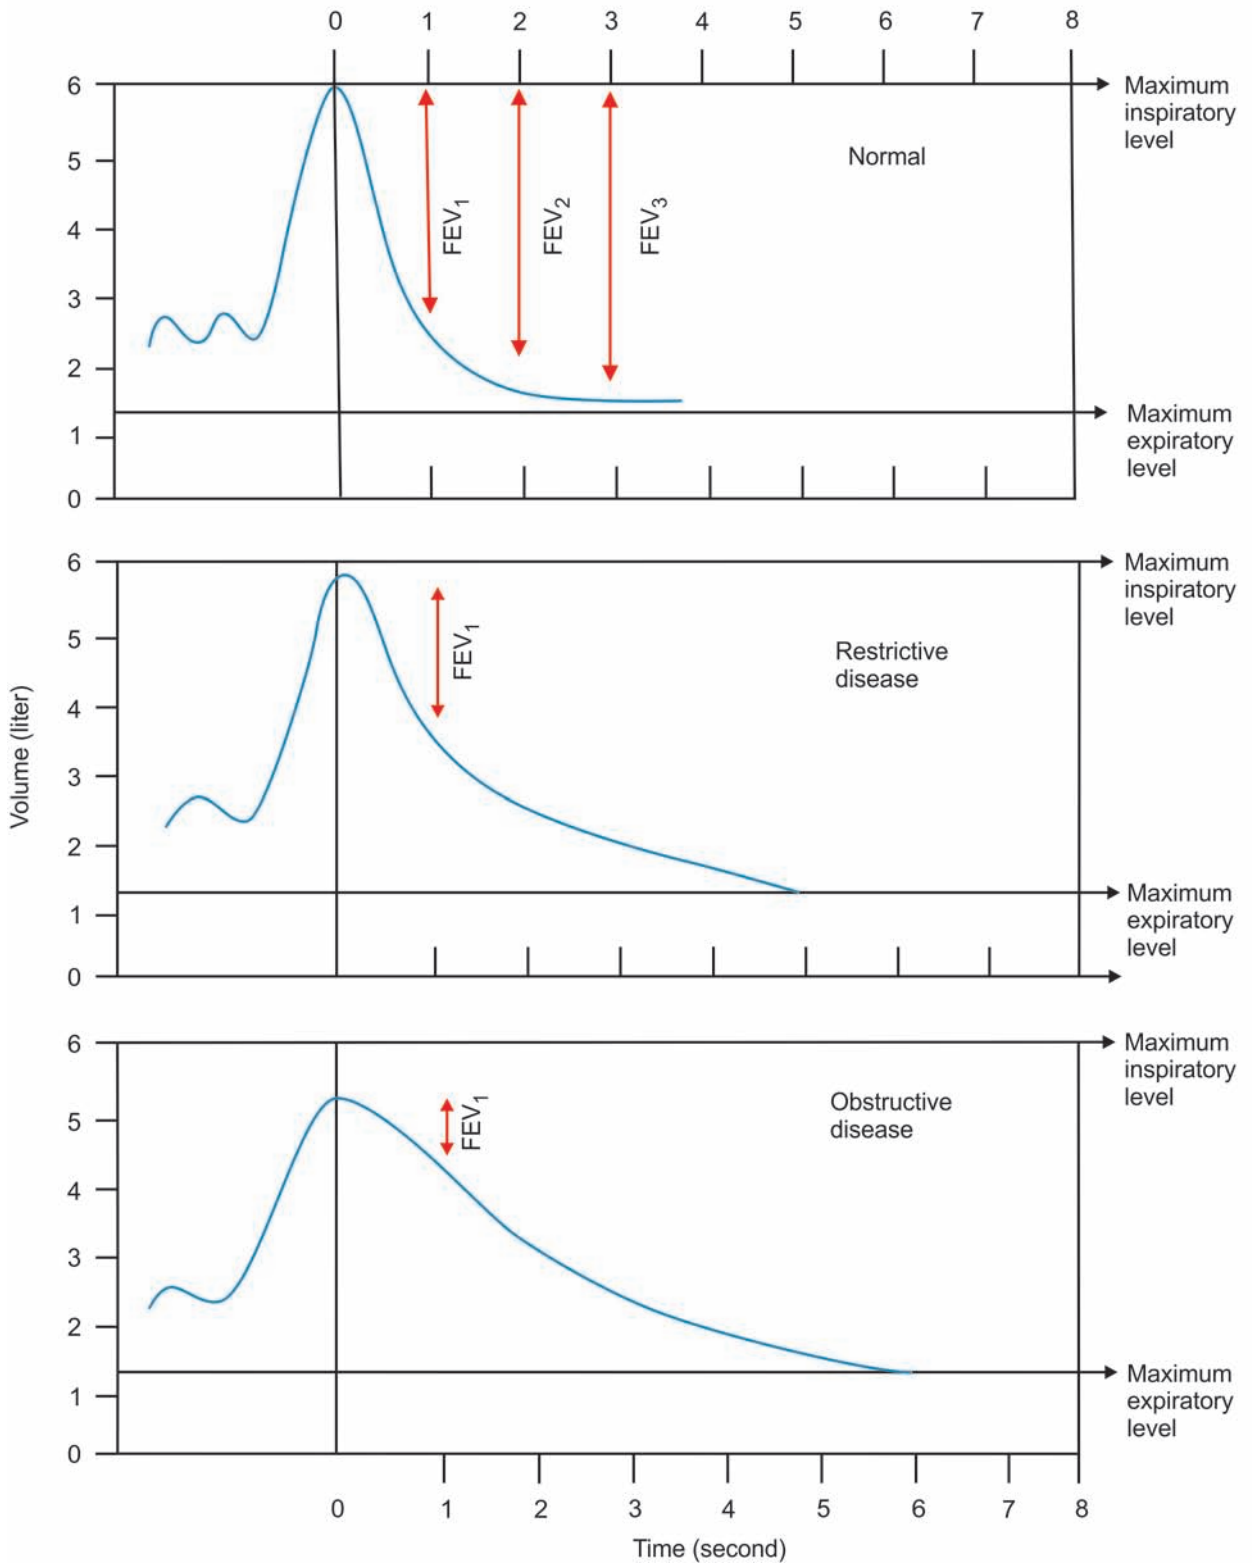 0 1 2 3 4 5 6 7 8
6
5
4
3
2
1
0
FEV1
FEV2
FEV3
Normal
Maximum
inspiratory
level
Maximum
expiratory
level
Volume (liter)
6
5
4
3
2
1
0
FEV1
Restrictive
disease
Maximum
inspiratory
level
Maximum
expiratory
level
6
5
4
3
2
1
0
FEV1
Obstructive
disease
Maximum
inspiratory
level
Maximum
expiratory
level
0 1 2 3 4 5 6 7 8
Time (second)